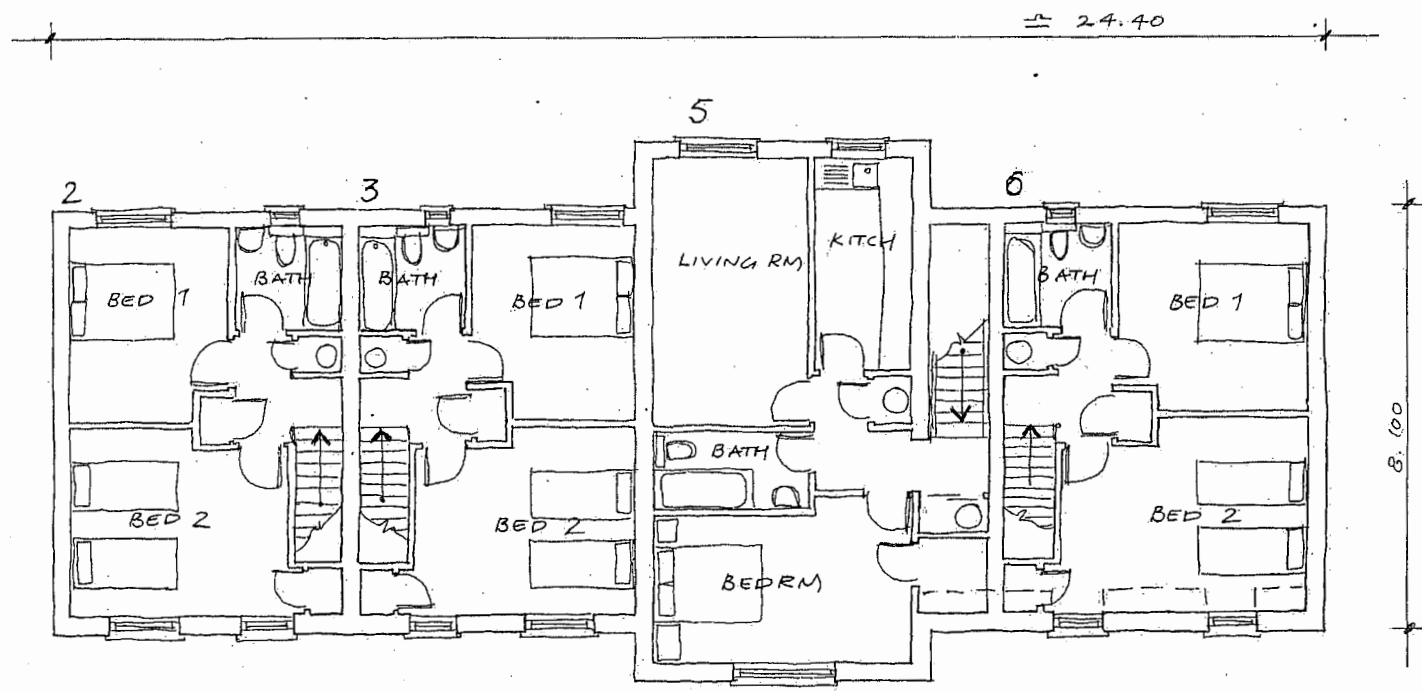 ≏ 24.40
5
2
3
6
KITCH
LIVING RM
BATH
BATH
BATH
BED 1
BED 1
BED 1
8.100
BATH
BED 2
BED 2
BED 2
BEDRM